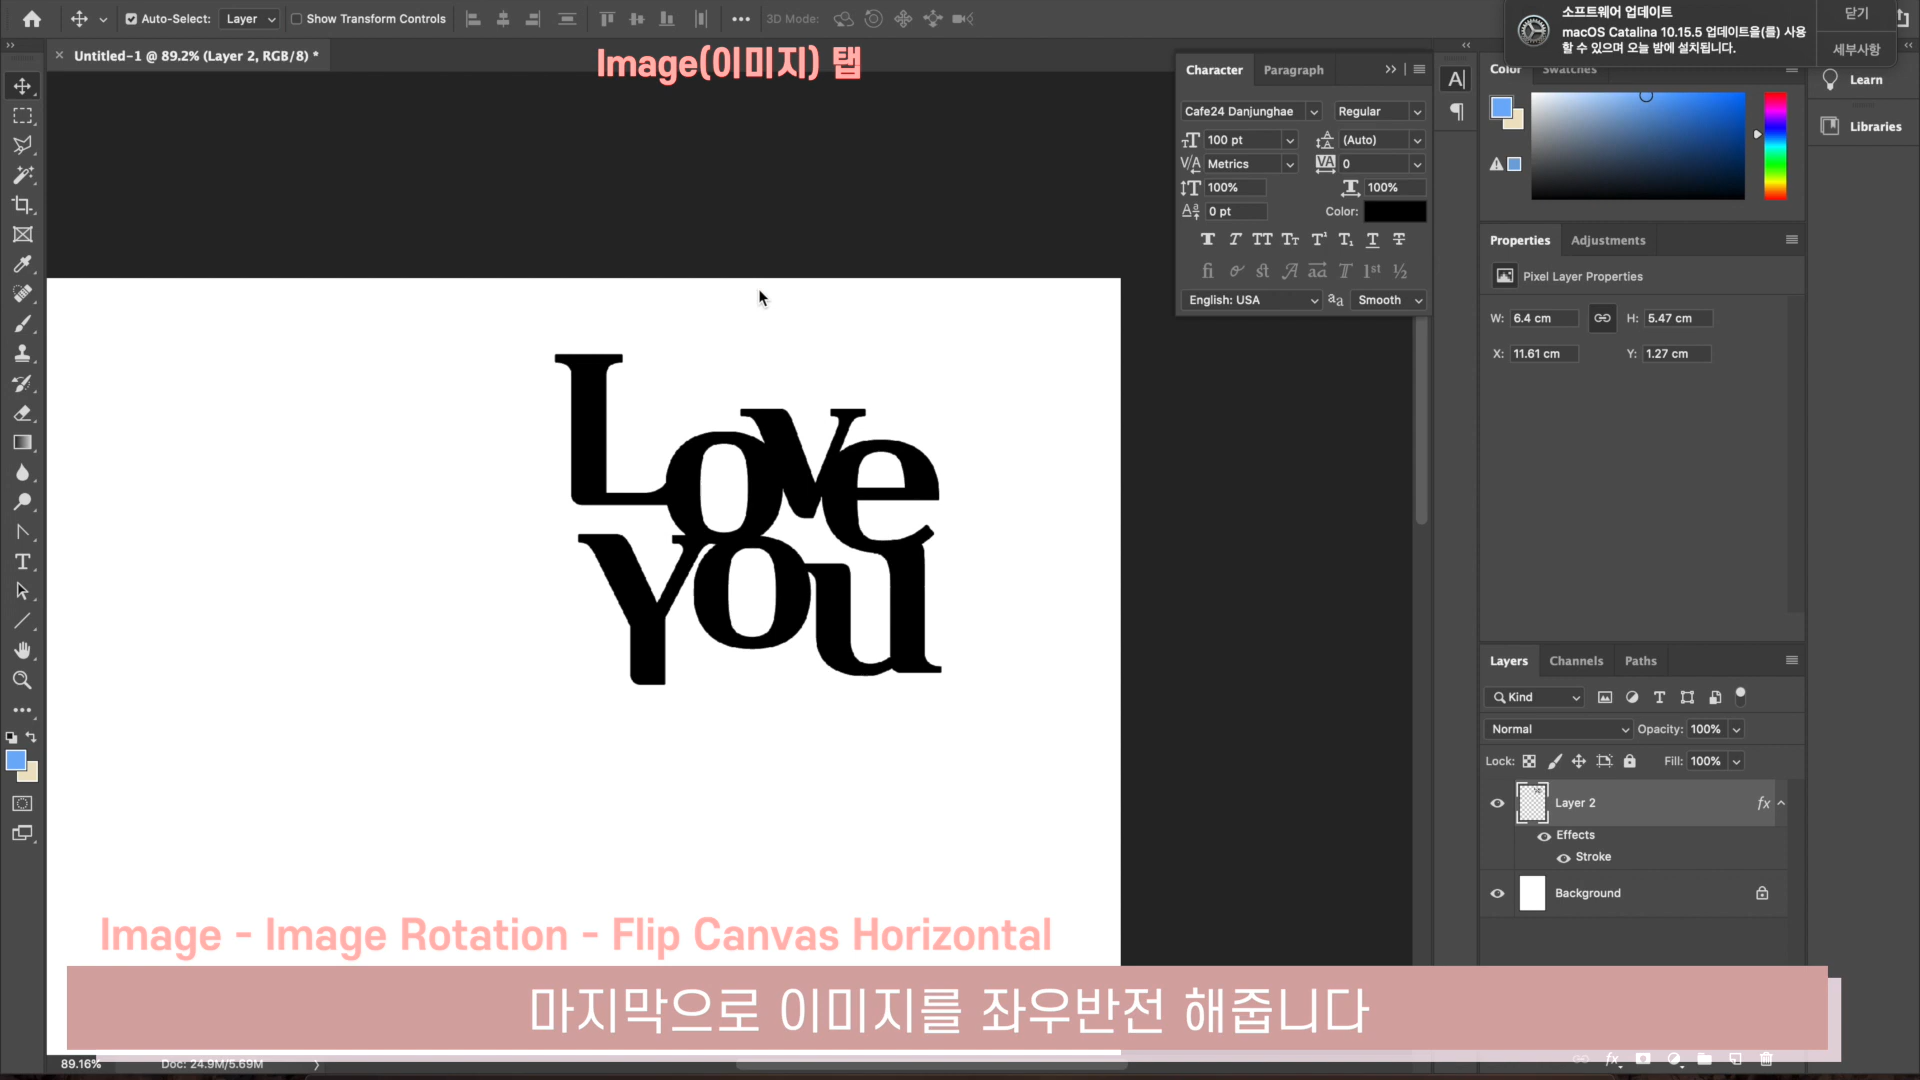 Auto-Select:
Layer
Show Transform Controls
3D Mode:
소프트웨어 업데이트
macOS Catalina 10.15.5 업데이트을(를) 사용
할 수 있으며 오늘 밤에 설치됩니다.
닫기
세부사항
Untitled-1 @ 89.2% (Layer 2, RGB/8) *
Image(이미지) 탭
Character
Paragraph
Cafe24 Danjunghae
Regular
100 pt
(Auto)
Metrics
0
100%
100%
0 pt
Color:
English: USA
Smooth
Color
Swatches
Learn
Libraries
Properties
Adjustments
Pixel Layer Properties
W: 6.4 cm
H: 5.47 cm
X: 11.61 cm
Y: 1.27 cm
Love
You
Layers
Channels
Paths
Kind
Normal
Opacity: 100%
Lock:
Fill: 100%
Layer 2
fx
Effects
Stroke
Background
Image - Image Rotation - Flip Canvas Horizontal
마지막으로 이미지를 좌우반전 해줍니다
89.16%
Doc: 24.9M/5.69M